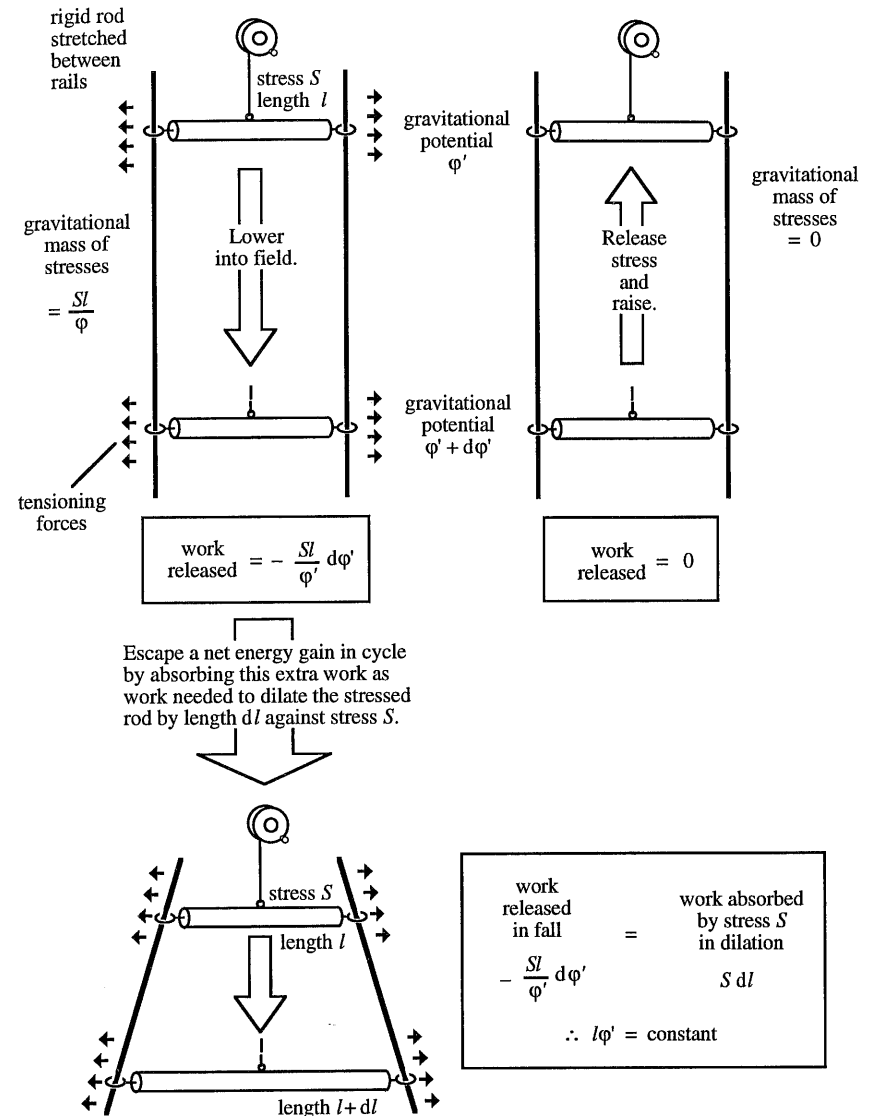 rigid rod
stretched
between
rails
stress S
length l
gravitational
potential
φ'
gravitational
mass of
stresses
= Sl/φ
Lower
into field.
Release
stress
and
raise.
gravitational
mass of
stresses
= 0
gravitational
potential
φ' + dφ'
tensioning
forces
work
released = – Sl/φ' dφ'
work
released = 0
Escape a net energy gain in cycle
by absorbing this extra work as
work needed to dilate the stressed
rod by length dl against stress S.
stress S
length l
length l + dl
work
released
in fall
– Sl/φ' dφ'
=
work absorbed
by stress S
in dilation
S dl
∴ lφ' = constant